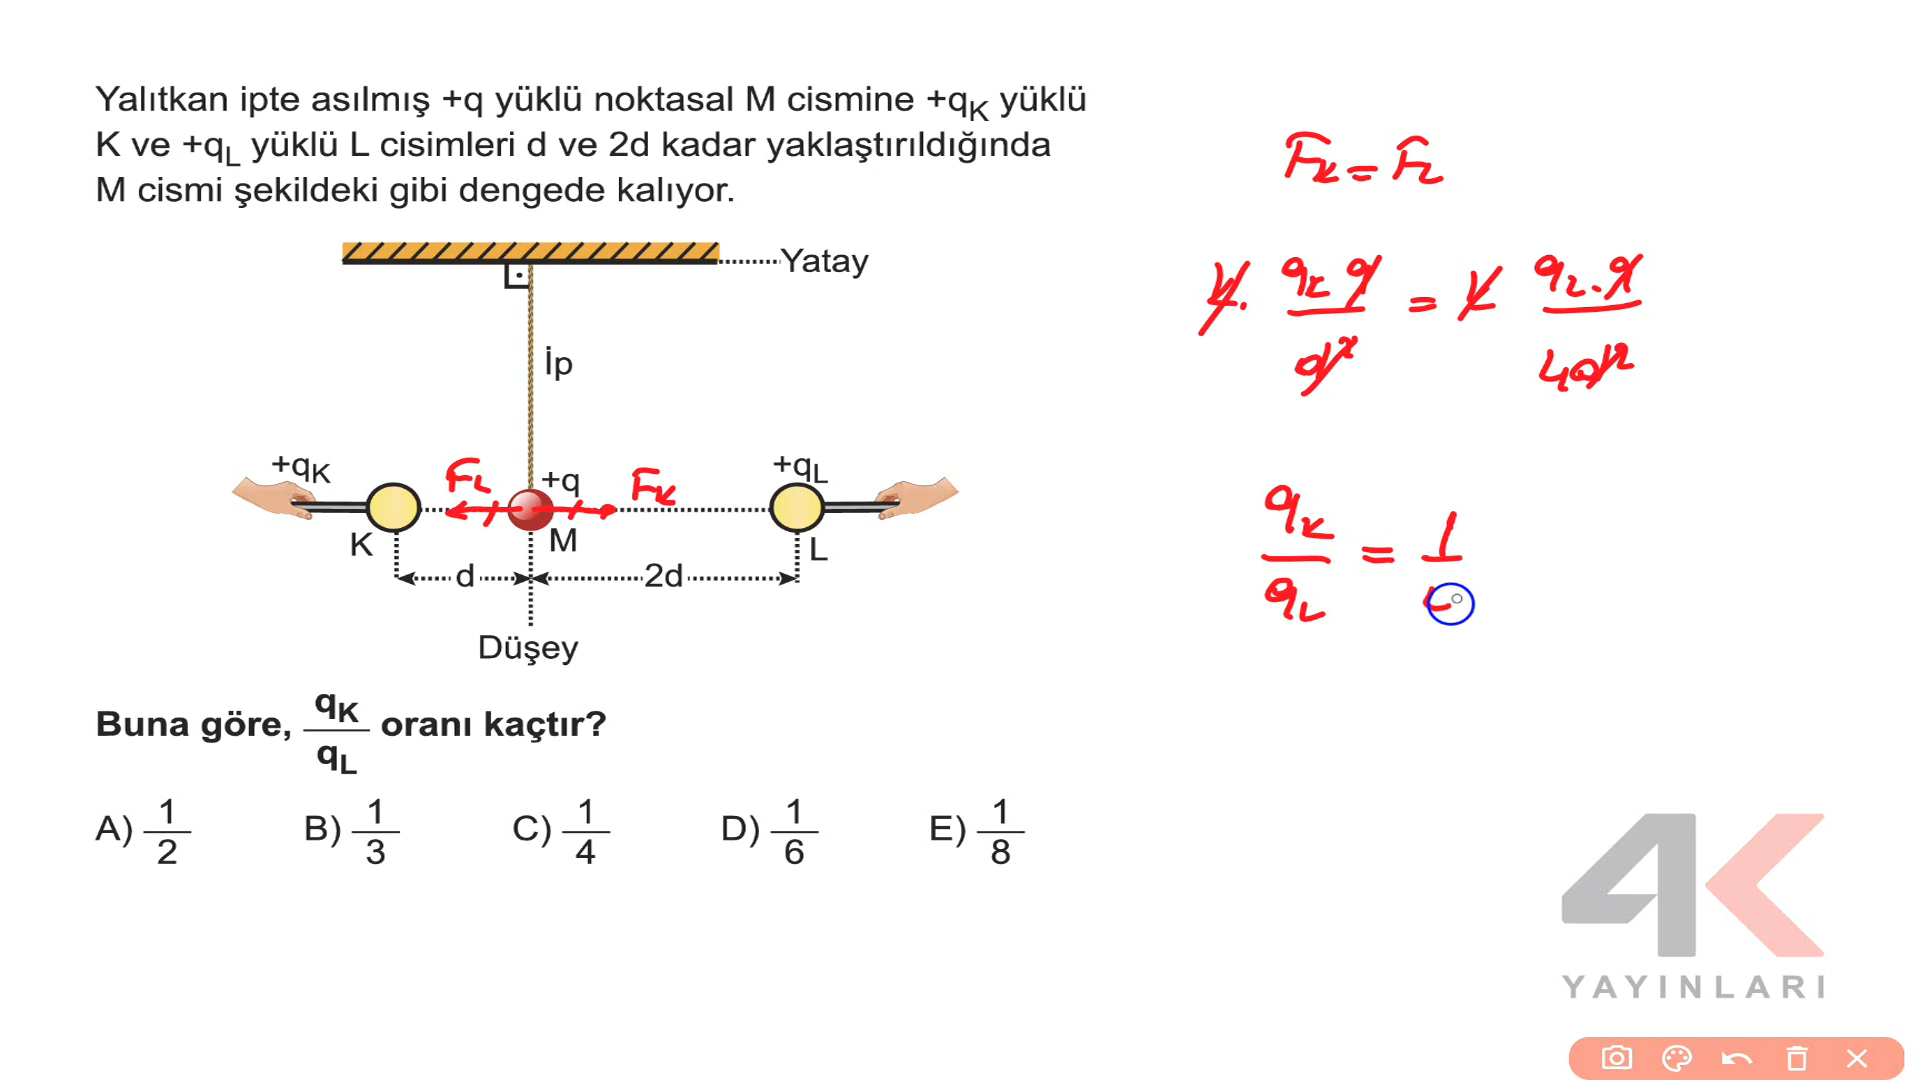 Yalıtkan ipte asılmış +q yüklü noktasal M cismine +qK yüklü
K ve +qL yüklü L cisimleri d ve 2d kadar yaklaştırıldığında
M cismi şekildeki gibi dengede kalıyor.
Yatay
İp
+qK
FL
+q
FK
+qL
K
M
L
d
2d
Düşey
Buna göre, qK/qL oranı kaçtır?
A) 1/2 B) 1/3 C) 1/4 D) 1/6 E) 1/8
FK = FL
K. qK q/d² = K qL.q/4d²
qK/qL = 1/
4K
YAYINLARI